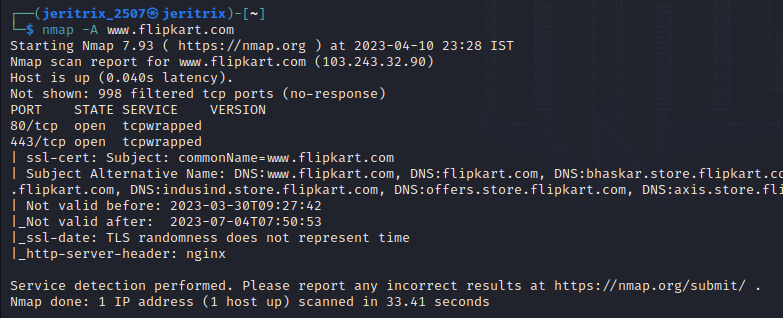 ┌──(jeritrix_2507㉿jeritrix)-[~]
└─$ nmap -A www.flipkart.com
Starting Nmap 7.93 ( https://nmap.org ) at 2023-04-10 23:28 IST
Nmap scan report for www.flipkart.com (103.243.32.90)
Host is up (0.040s latency).
Not shown: 998 filtered tcp ports (no-response)
PORT    STATE SERVICE    VERSION
80/tcp  open  tcpwrapped
443/tcp open  tcpwrapped
| ssl-cert: Subject: commonName=www.flipkart.com
| Subject Alternative Name: DNS:www.flipkart.com, DNS:flipkart.com, DNS:bhaskar.store.flipkart.co
.flipkart.com, DNS:indusind.store.flipkart.com, DNS:offers.store.flipkart.com, DNS:axis.store.fli
| Not valid before: 2023-03-30T09:27:42
|_Not valid after:  2023-07-04T07:50:53
|_ssl-date: TLS randomness does not represent time
|_http-server-header: nginx
Service detection performed. Please report any incorrect results at https://nmap.org/submit/ .
Nmap done: 1 IP address (1 host up) scanned in 33.41 seconds